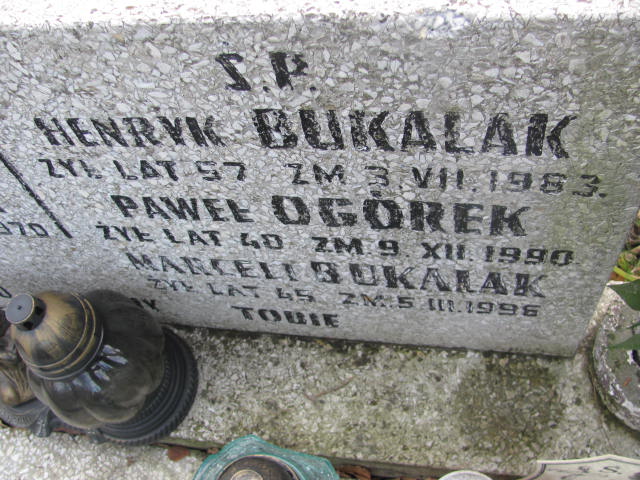 Ś.P.
HENRYK BUKALAK
ŻYŁ LAT 57 ZM. 3. VII. 1983.
PAWEŁ OGÓREK
ŻYŁ LAT 40 ZM. 9. XII. 1990.
MARCELI BUKALAK
ŻYŁ LAT 65 ZM. 5 III. 1996
TOBIE